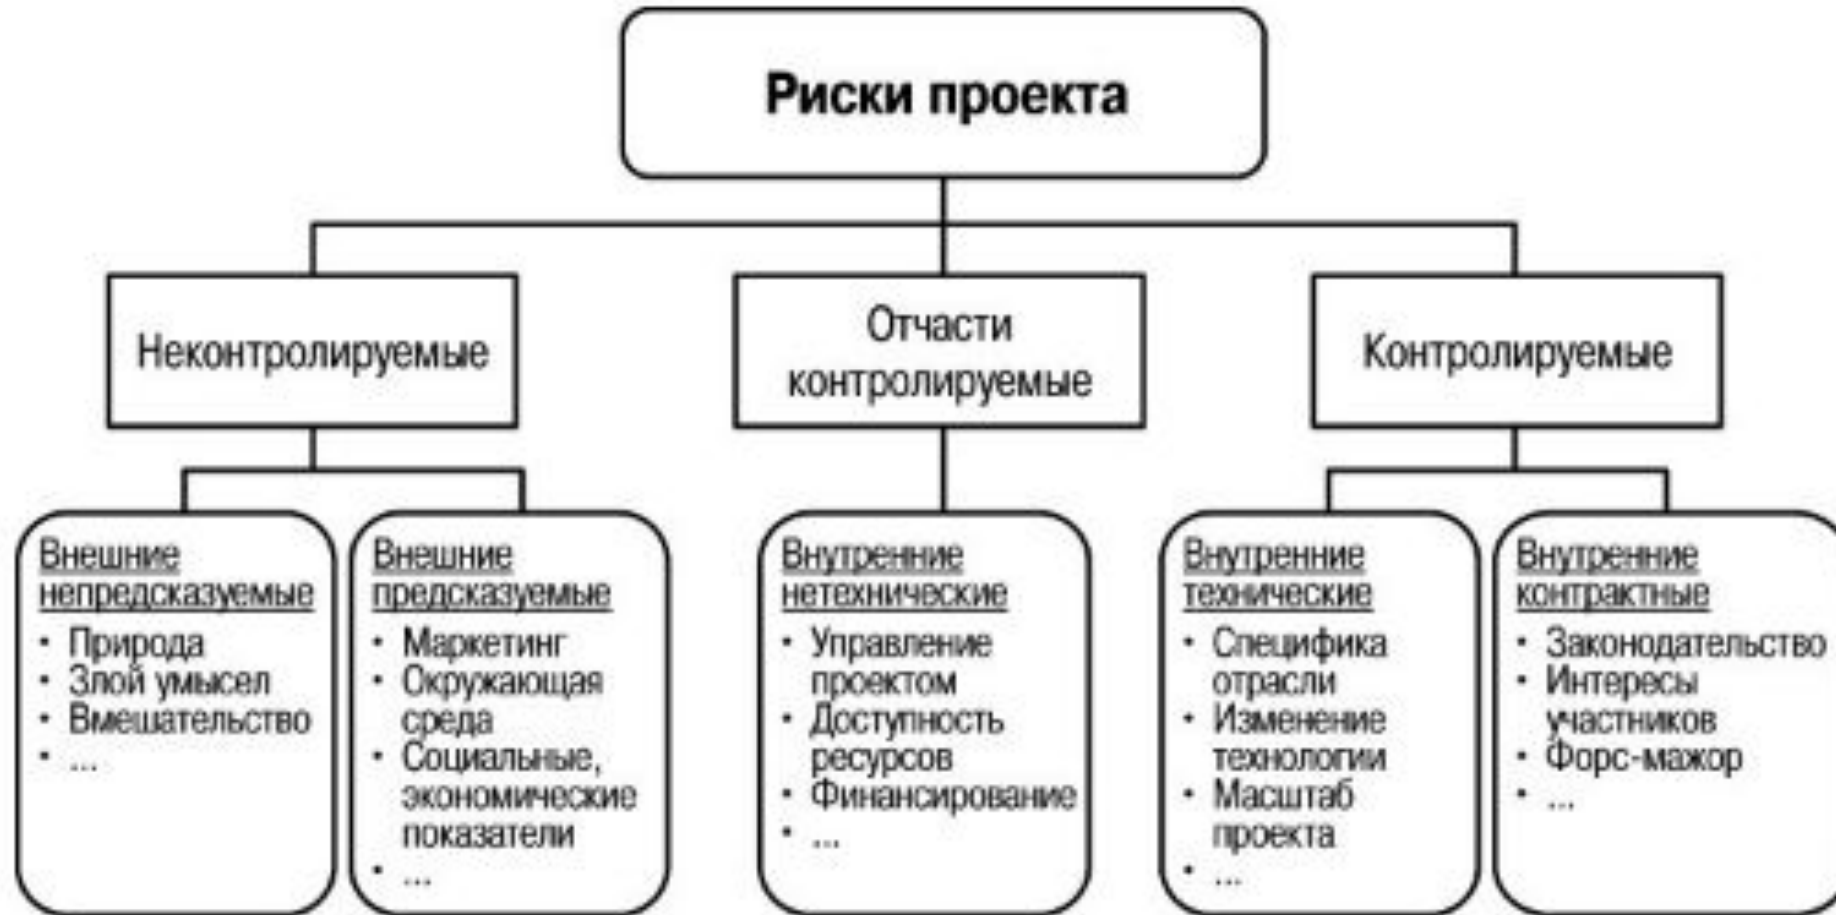 Риски проекта
Неконтролируемые
Отчасти
контролируемые
Контролируемые
Внешние
непредсказуемые
• Природа
• Злой умысел
• Вмешательство
• ...
Внешние
предсказуемые
• Маркетинг
• Окружающая
среда
• Социальные,
экономические
показатели
• ...
Внутренние
нетехнические
• Управление
проектом
• Доступность
ресурсов
• Финансирование
• ...
Внутренние
технические
• Специфика
отрасли
• Изменение
технологии
• Масштаб
проекта
• ...
Внутренние
контрактные
• Законодательство
• Интересы
участников
• Форс-мажор
• ...